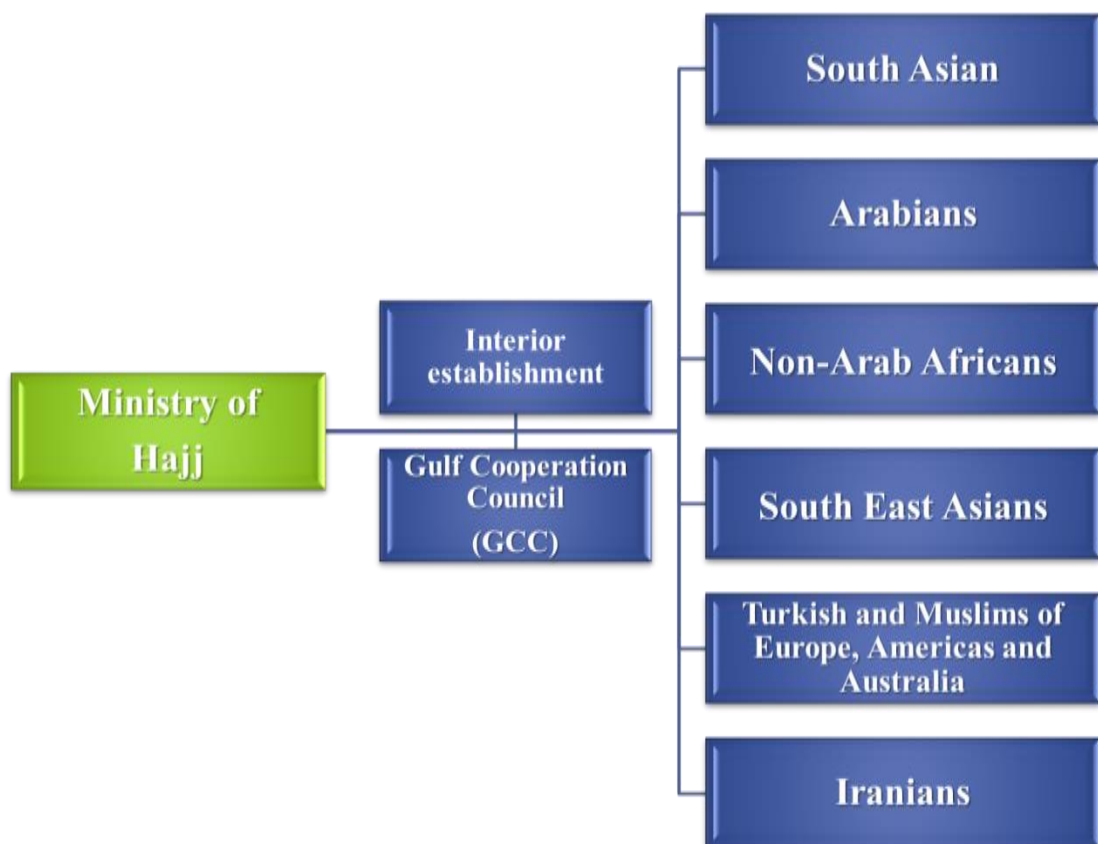 Ministry of
Hajj
Interior
establishment
Gulf Cooperation
Council
(GCC)
South Asian
Arabians
Non-Arab Africans
South East Asians
Turkish and Muslims of
Europe, Americas and
Australia
Iranians